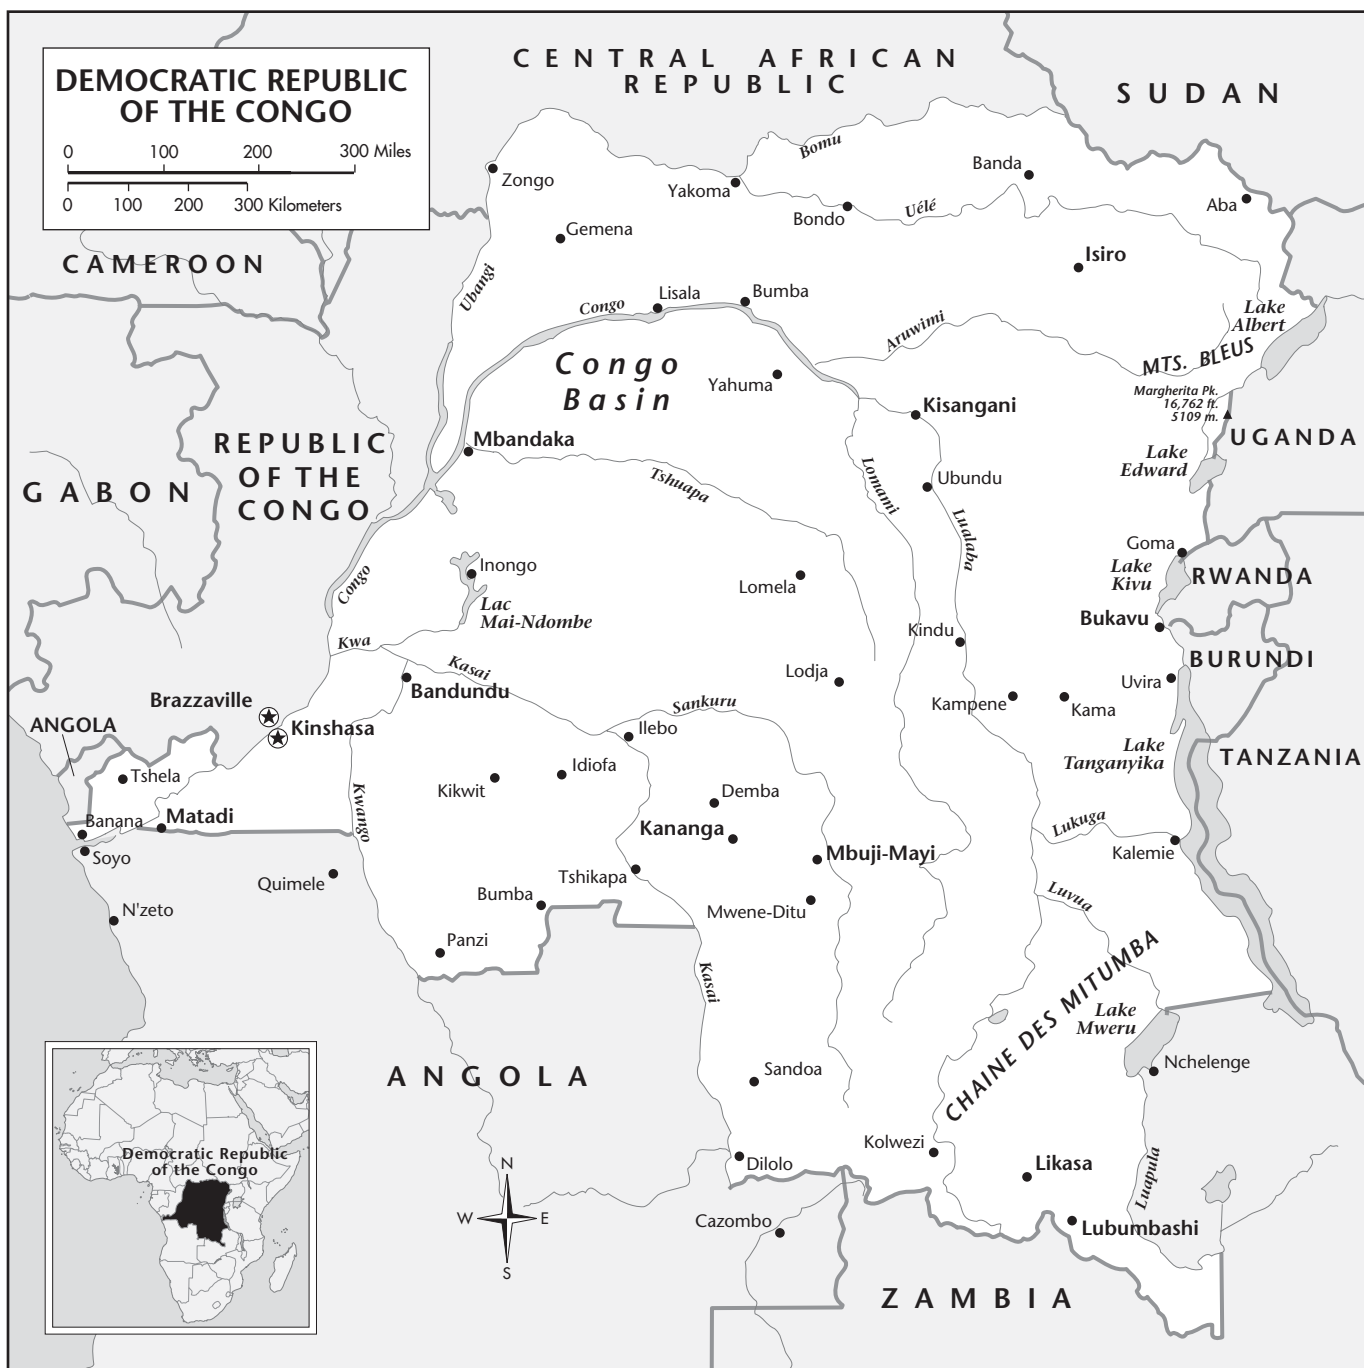 DEMOCRATIC REPUBLIC
OF THE CONGO
0 100 200 300 Miles
0 100 200 300 Kilometers
CENTRAL AFRICAN
REPUBLIC
SUDAN
CAMEROON
Zongo
Yakoma
Bomu
Banda
Bondo
Uélé
Aba
Gemena
Isiro
Ubangi
Congo
Lisala
Bumba
Lake
Albert
Aruwimi
MTS. BLEUS
Congo
Basin
Yahuma
Margherita Pk.
16,762 ft.
5109 m.
Kisangani
UGANDA
REPUBLIC
OF THE
CONGO
Mbandaka
GABON
Lake
Edward
Tshuapa
Lomami
Ubundu
Lualaba
Goma
Lake
Kivu
RWANDA
Congo
Inongo
Lac
Mai-Ndombe
Lomela
Bukavu
Kindu
Kwa
Kasai
BURUNDI
Lodja
Uvira
Bandundu
Brazzaville
Kinshasa
Sankuru
Kampene
Kama
ANGOLA
Ilebo
Lake
Tanganyika
TANZANIA
Tshela
Idiofa
Kikwit
Kwango
Demba
Banana
Matadi
Kananga
Lukuga
Soyo
Mbuji-Mayi
Kalemie
Quimele
Tshikapa
Bumba
Mwene-Ditu
Luvua
N'zeto
Panzi
Kasai
CHAINE DES MITUMBA
Lake
Mweru
Nchelenge
ANGOLA
Sandoa
Kolwezi
Dilolo
Likasa
Luapula
Cazombo
Lubumbashi
ZAMBIA
N
W E
S
Democratic Republic
of the Congo